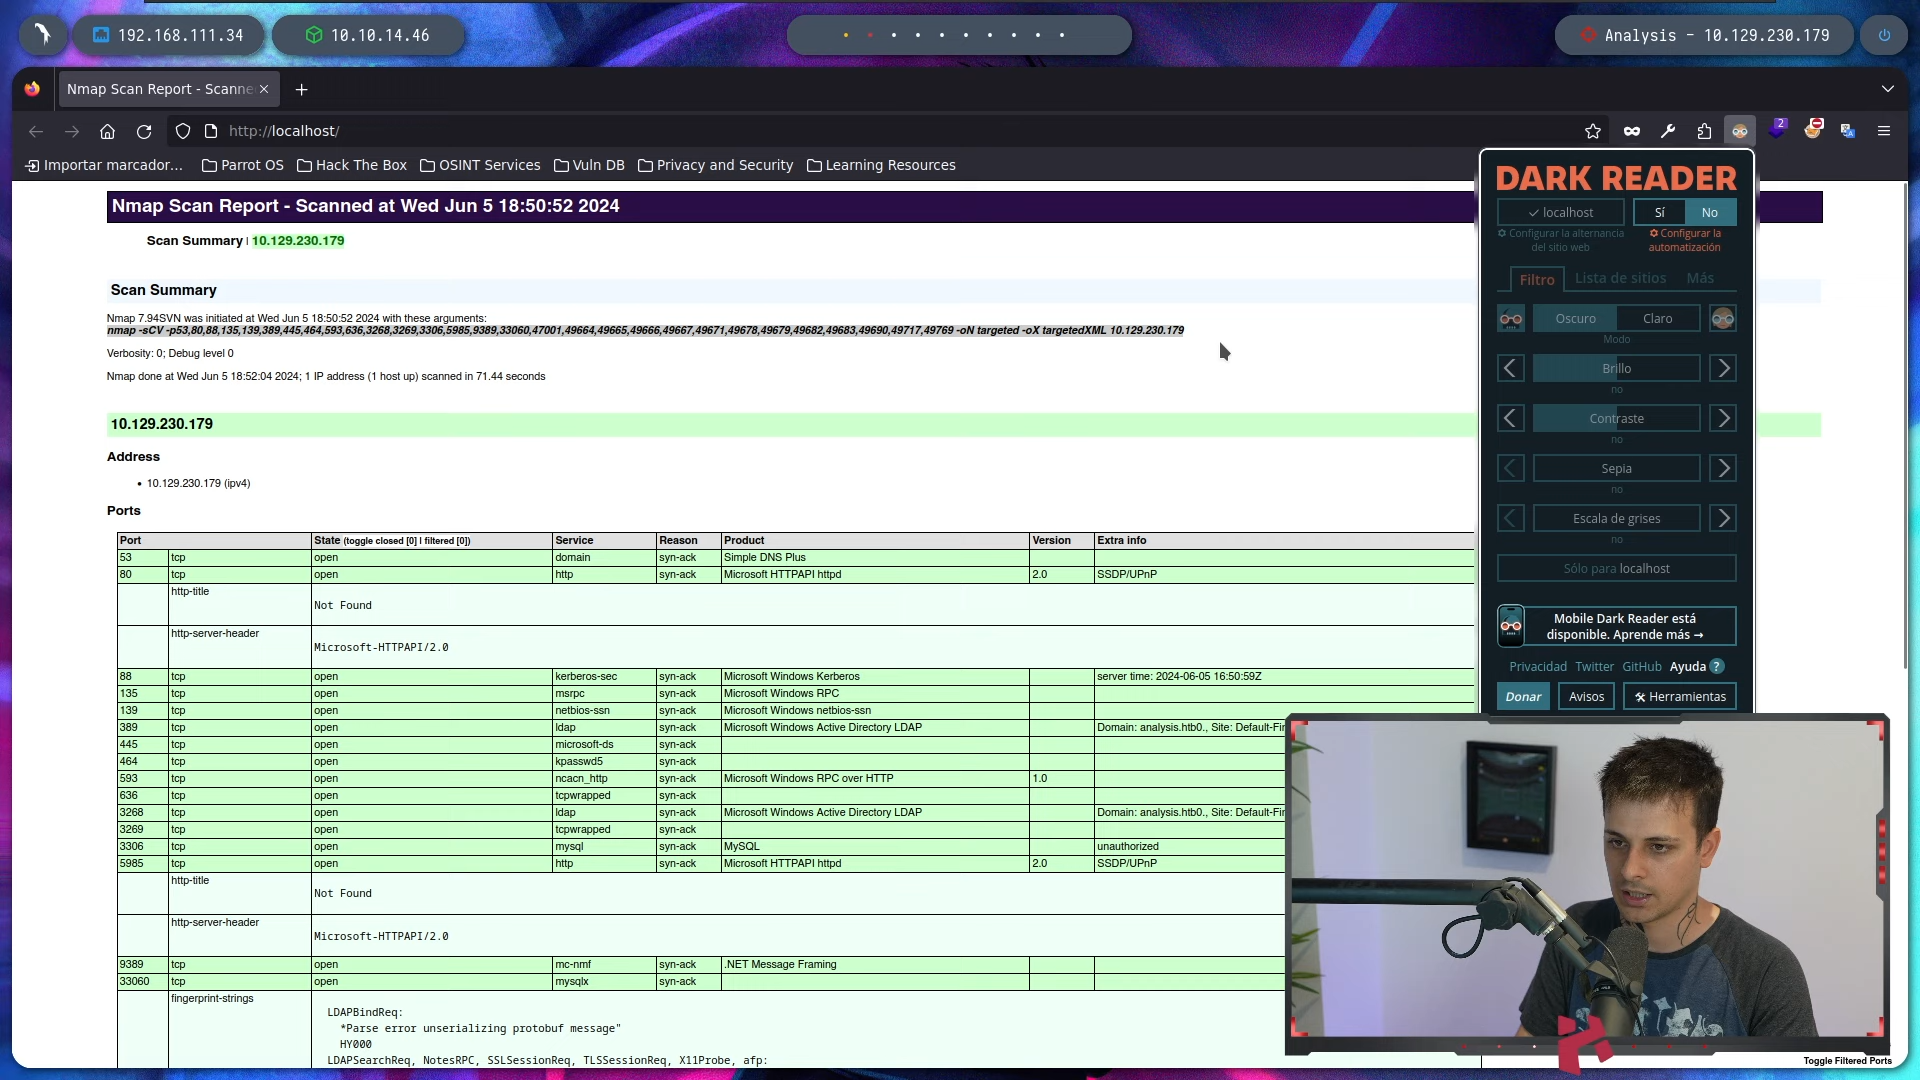 192.168.111.34
10.10.14.46
Analysis - 10.129.230.179
Nmap Scan Report - Scanne
http://localhost/
2
Importar marcador…
Parrot OS
Hack The Box
OSINT Services
Vuln DB
Privacy and Security
Learning Resources
Nmap Scan Report - Scanned at Wed Jun 5 18:50:52 2024
Scan Summary | 10.129.230.179
Scan Summary
Nmap 7.94SVN was initiated at Wed Jun 5 18:50:52 2024 with these arguments:
nmap -sCV -p53,80,88,135,139,389,445,464,593,636,3268,3269,3306,5985,9389,33060,47001,49664,49665,49666,49667,49671,49678,49679,49682,49683,49690,49717,49769 -oN targeted -oX targetedXML 10.129.230.179
Verbosity: 0; Debug level 0
Nmap done at Wed Jun 5 18:52:04 2024; 1 IP address (1 host up) scanned in 71.44 seconds
10.129.230.179
Address
• 10.129.230.179 (ipv4)
Ports
Port State (toggle closed [0] | filtered [0]) Service Reason Product Version Extra info
53 tcp open domain syn-ack Simple DNS Plus
80 tcp open http syn-ack Microsoft HTTPAPI httpd 2.0 SSDP/UPnP
http-title
Not Found
http-server-header
Microsoft-HTTPAPI/2.0
88 tcp open kerberos-sec syn-ack Microsoft Windows Kerberos server time: 2024-06-05 16:50:59Z
135 tcp open msrpc syn-ack Microsoft Windows RPC
139 tcp open netbios-ssn syn-ack Microsoft Windows netbios-ssn
389 tcp open ldap syn-ack Microsoft Windows Active Directory LDAP Domain: analysis.htb0., Site: Default-Fir
445 tcp open microsoft-ds syn-ack
464 tcp open kpasswd5 syn-ack
593 tcp open ncacn_http syn-ack Microsoft Windows RPC over HTTP 1.0
636 tcp open tcpwrapped syn-ack
3268 tcp open ldap syn-ack Microsoft Windows Active Directory LDAP Domain: analysis.htb0., Site: Default-Fir
3269 tcp open tcpwrapped syn-ack
3306 tcp open mysql syn-ack MySQL unauthorized
5985 tcp open http syn-ack Microsoft HTTPAPI httpd 2.0 SSDP/UPnP
http-title
Not Found
http-server-header
Microsoft-HTTPAPI/2.0
9389 tcp open mc-nmf syn-ack .NET Message Framing
33060 tcp open mysqlx syn-ack
fingerprint-strings
LDAPBindReq:
*Parse error unserializing protobuf message"
HY000
LDAPSearchReq, NotesRPC, SSLSessionReq, TLSSessionReq, X11Probe, afp:
DARK READER
localhost
Sí No
Configurar la alternancia
del sitio web
Configurar la
automatización
Filtro Lista de sitios Más
Oscuro Claro
Modo
Brillo
no
Contraste
no
Sepia
no
Escala de grises
no
Sólo para localhost
Mobile Dark Reader está
disponible. Aprende más →
Privacidad Twitter GitHub Ayuda ?
Donar Avisos Herramientas
Toggle Filtered Ports